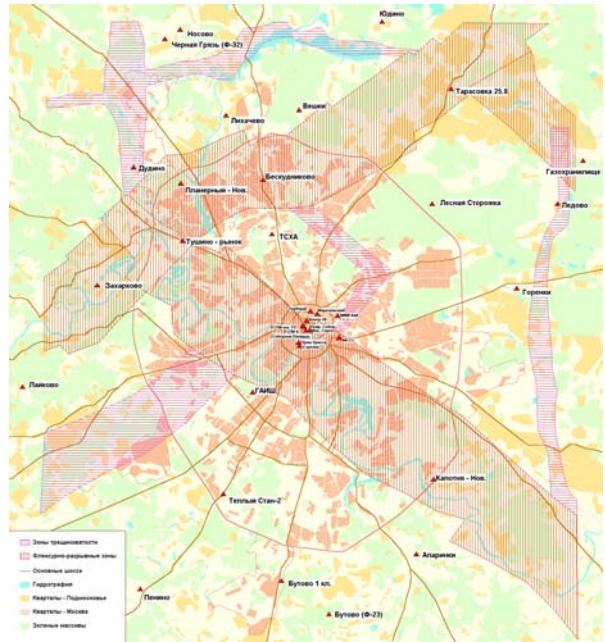 Юдино
Носово
Черная Грязь (Ф-32)
Тарасовка 25.8
Вешки
Лихачево
Газохранилище
Дудино
Бескудниково
Планерный - Нов.
Лесная Сторожка
Ледово
ТСХА
Тушино - рынок
Захарково
Горенки
Лайково
ГАИШ
Капотня - Нов.
Теплый Стан-2
Апаринки
Бутово 1 кл.
Пенино
Бутово (Ф-23)
Зоны трещиноватости
Флексурно-разрывные зоны
Основные шоссе
Гидрография
Кварталы - Подмосковье
Кварталы - Москва
Зеленые массивы